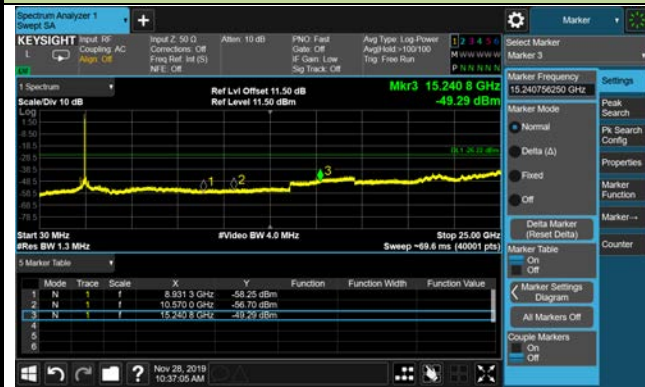 Spectrum Analyzer 1
Swept SA
+
Marker
KEYSIGHT
Input: RF
Coupling: AC
Align: Off
Input Z: 50 Ω
Corrections: Off
Freq Ref: Int (S)
NFE: Off
Atten: 10 dB
PNO: Fast
Gate: Off
IF Gain: Low
Sig Track: Off
Avg Type: Log-Power
Avg|Hold:>100/100
Trig: Free Run
1 2 3 4 5 6
M W W W W W
P N N N N N
Select Marker
Marker 3
1 Spectrum
Scale/Div 10 dB
Log
Ref Lvl Offset 11.50 dB
Ref Level 11.50 dBm
Mkr3 15.240 8 GHz
-49.29 dBm
1.50
-8.50
-18.5
-28.5
-38.5
-48.5
-58.5
-68.5
-78.5
1
2
3
Start 30 MHz
#Res BW 1.3 MHz
#Video BW 4.0 MHz
Stop 25.00 GHz
Sweep ~69.6 ms (40001 pts)
5 Marker Table
Mode Trace Scale X Y Function Function Width Function Value
1 N 1 f 8.931 3 GHz -58.25 dBm
2 N 1 f 10.570 0 GHz -56.70 dBm
3 N 1 f 15.240 8 GHz -49.29 dBm
4
5
6
Nov 28, 2019
10:37:05 AM
Marker Frequency
15.240756250 GHz
Marker Mode
Normal
Delta (Δ)
Fixed
Off
Delta Marker
(Reset Delta)
Marker Table
On
Off
Marker Settings
Diagram
All Markers Off
Couple Markers
On
Off
Settings
Peak
Search
Pk Search
Config
Properties
Marker
Function
Marker→
Counter